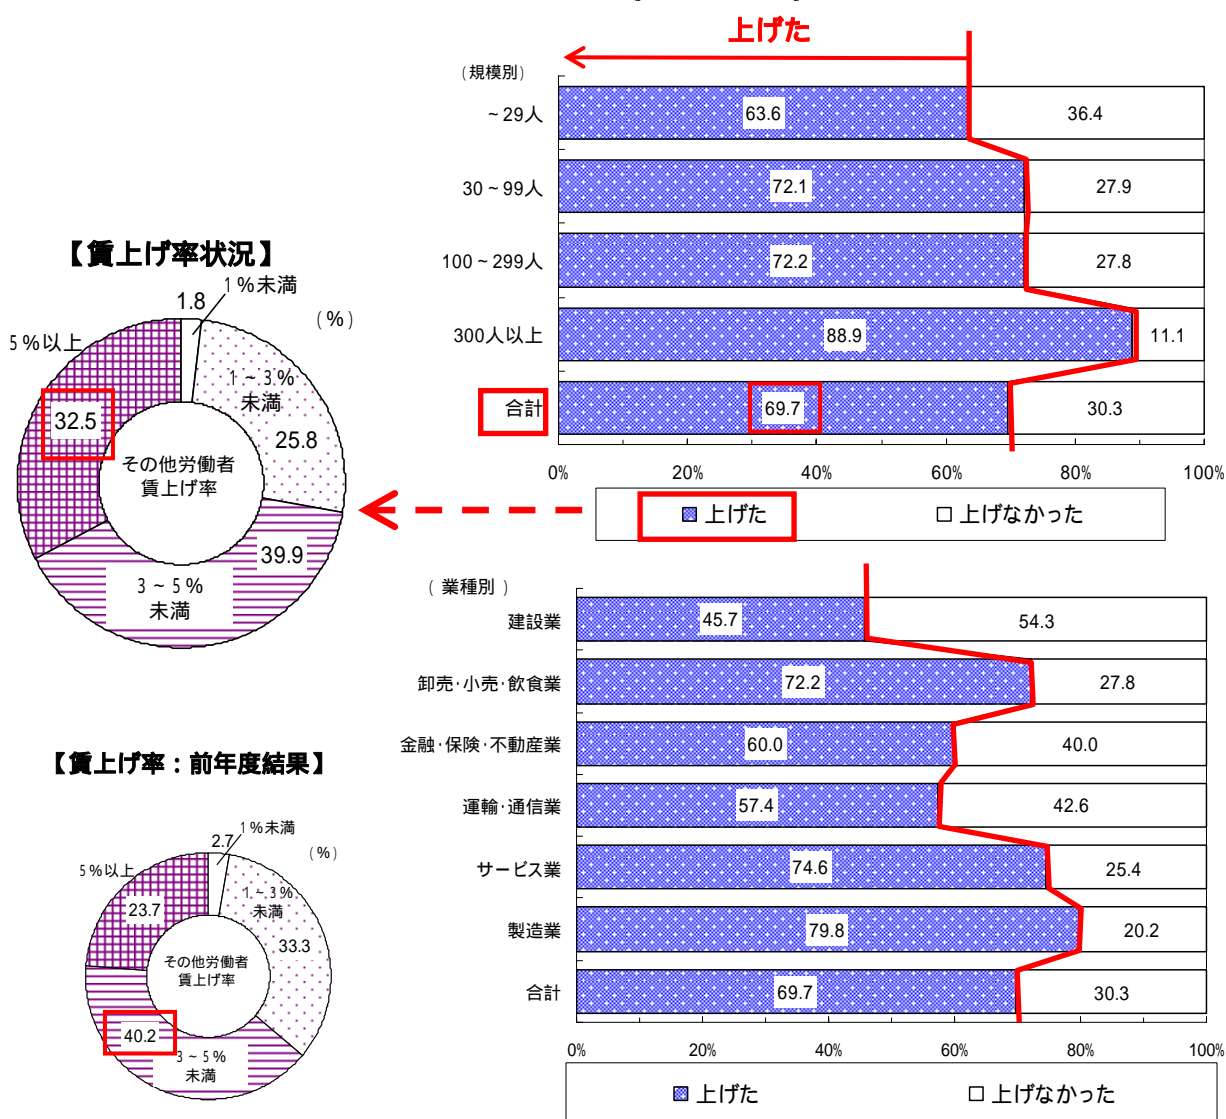 上げた
(規模別)
~29人
63.6
36.4
30~99人
72.1
27.9
100~299人
72.2
27.8
300人以上
88.9
11.1
合計
69.7
30.3
0%
20%
40%
60%
80%
100%
上げた
上げなかった
【賃上げ率状況】
(%)
1%未満
1.8
5%以上
32.5
1~3%
未満
25.8
その他労働者
賃上げ率
39.9
3~5%
未満
(業種別)
建設業
45.7
54.3
卸売・小売・飲食業
72.2
27.8
金融・保険・不動産業
60.0
40.0
運輸・通信業
57.4
42.6
サービス業
74.6
25.4
製造業
79.8
20.2
合計
69.7
30.3
0%
20%
40%
60%
80%
100%
上げた
上げなかった
【賃上げ率:前年度結果】
(%)
1%未満
2.7
5%以上
23.7
1~3%
未満
33.3
その他労働者
賃上げ率
40.2
3~5%
未満